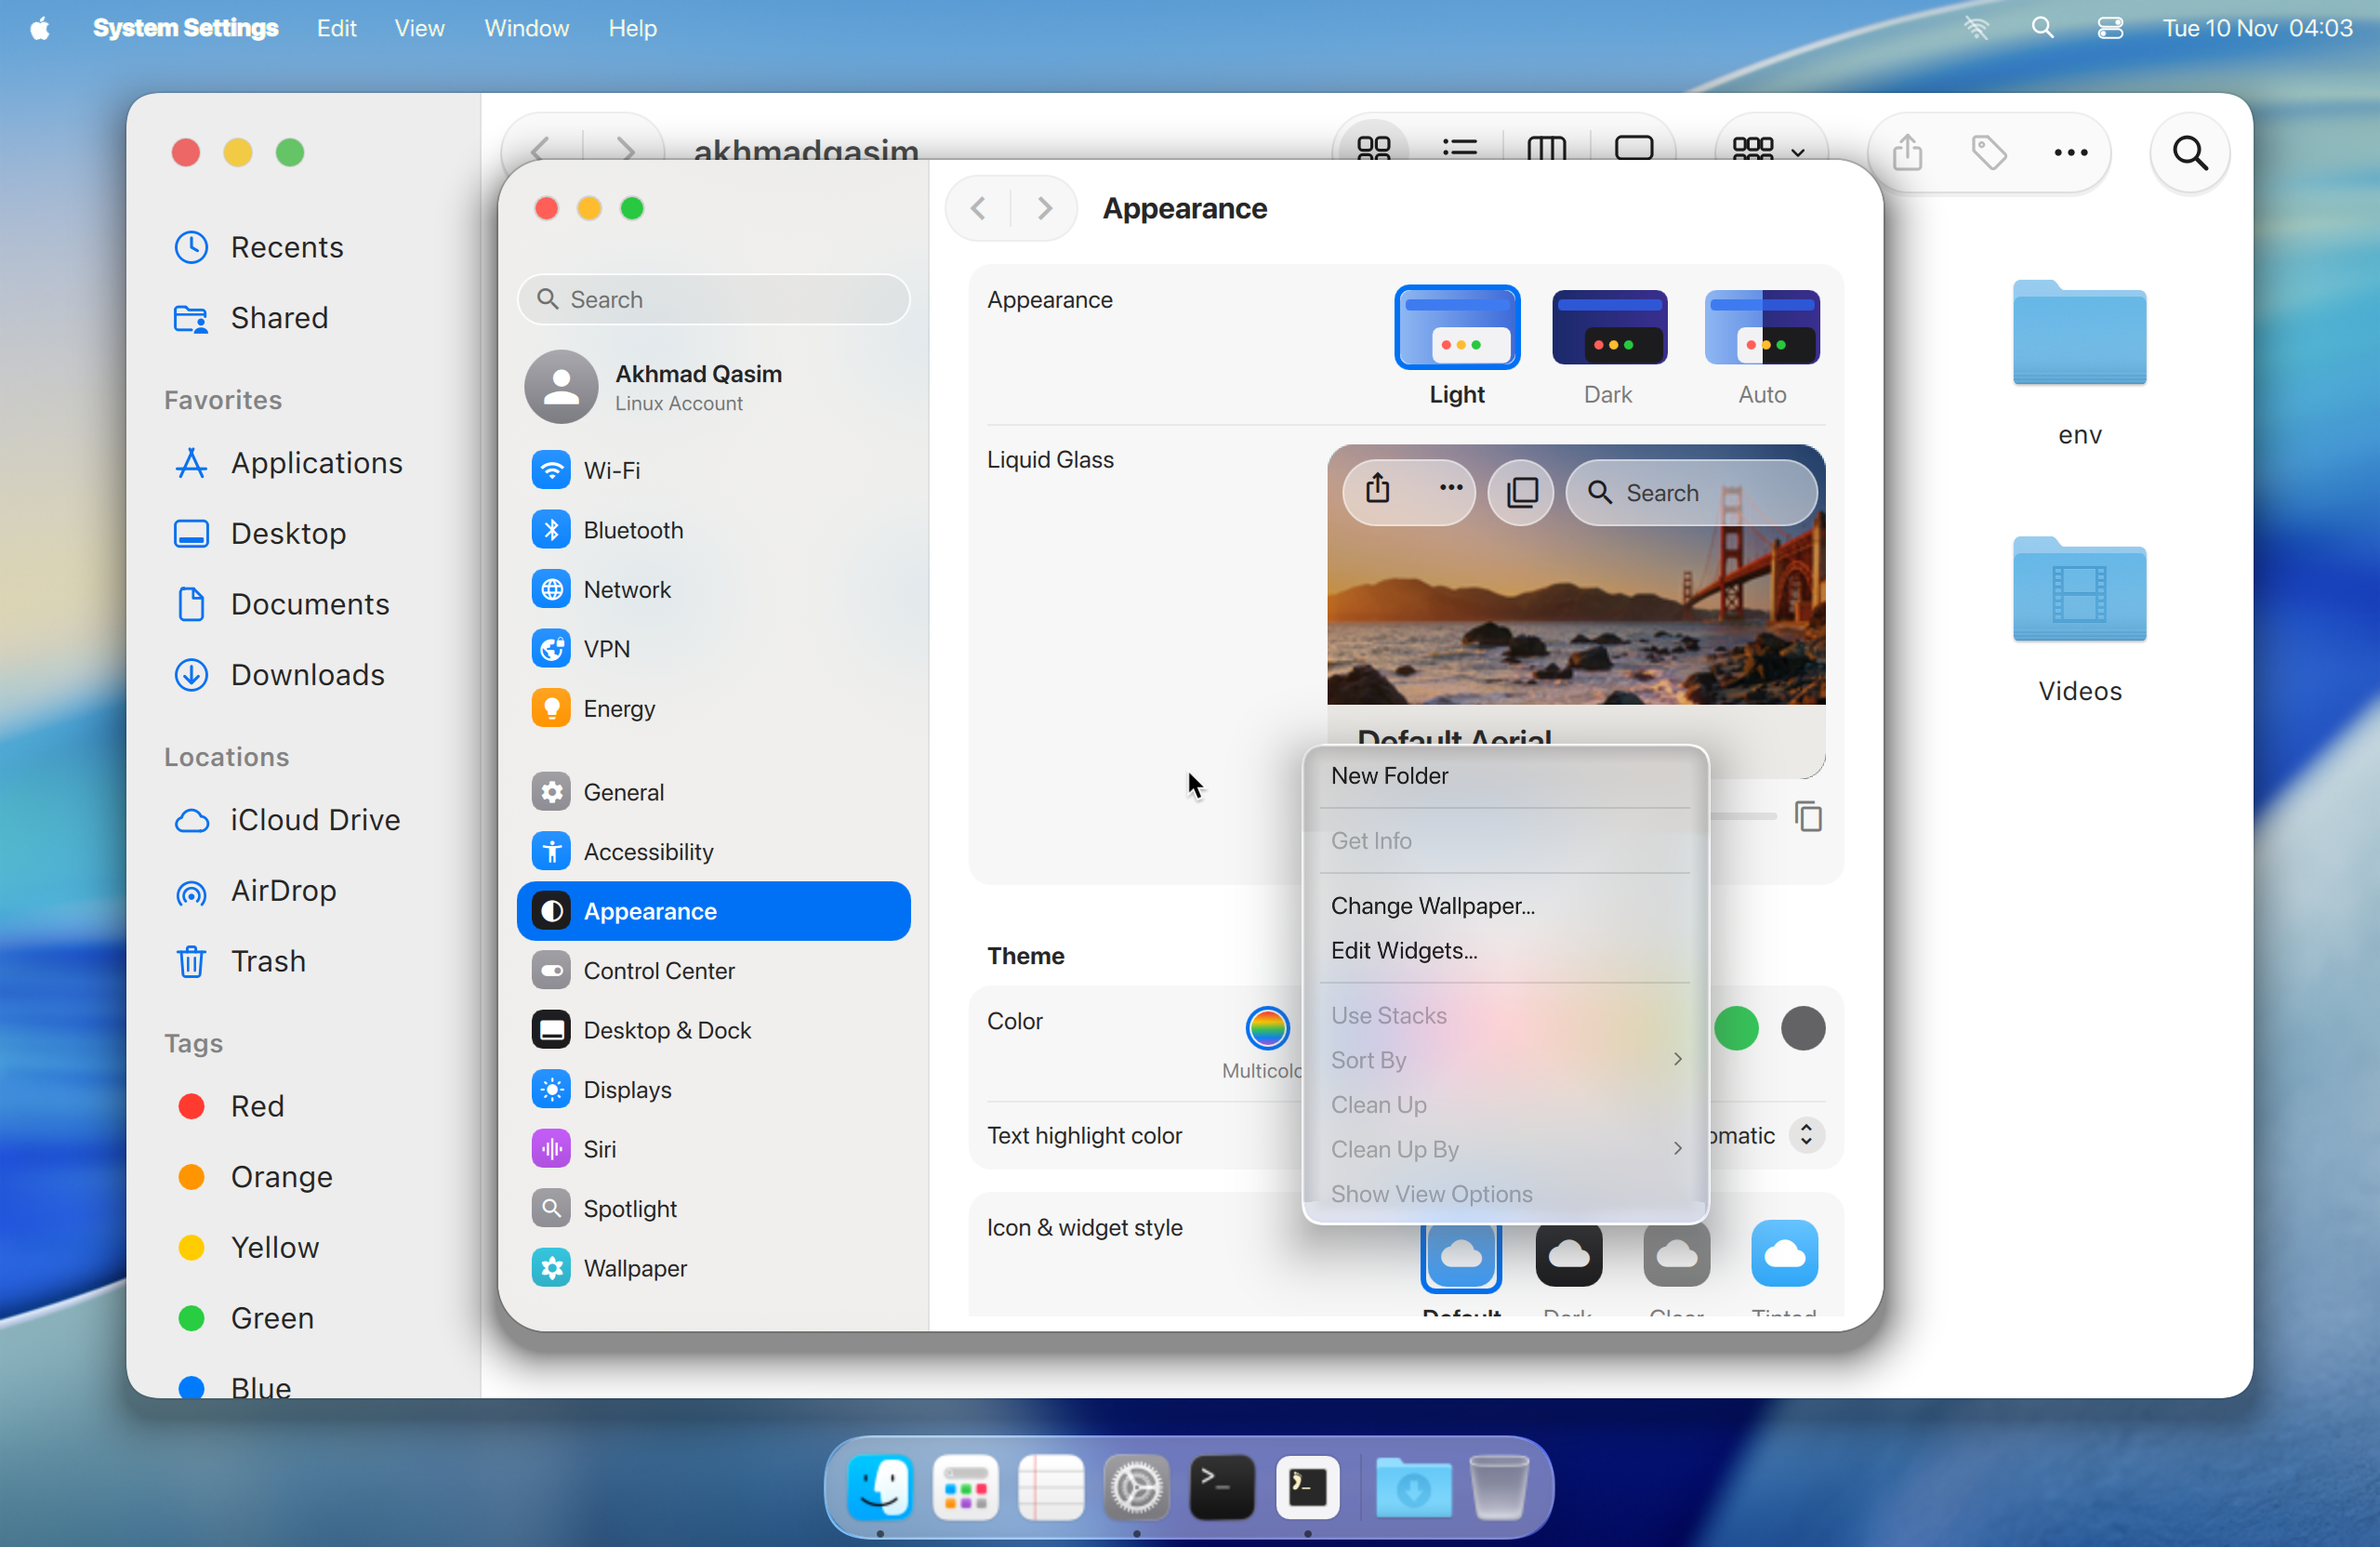 System Settings Edit View Window Help Tue 10 Nov 04:03
akhmadqasim
Recents
Shared
Favorites
Applications
Desktop
Documents
Downloads
Locations
iCloud Drive
AirDrop
Trash
Tags
Red
Orange
Yellow
Green
Blue
Search
Akhmad Qasim
Linux Account
Wi-Fi
Bluetooth
Network
VPN
Energy
General
Accessibility
Appearance
Control Center
Desktop & Dock
Displays
Siri
Spotlight
Wallpaper
Appearance
Appearance
Light Dark Auto
Liquid Glass
Search
Default Aerial
Theme
Color
Multicolo
Text highlight color
omatic
Icon & widget style
Default Dark Clear Tinted
New Folder
Get Info
Change Wallpaper...
Edit Widgets...
Use Stacks
Sort By
Clean Up
Clean Up By
Show View Options
env
Videos